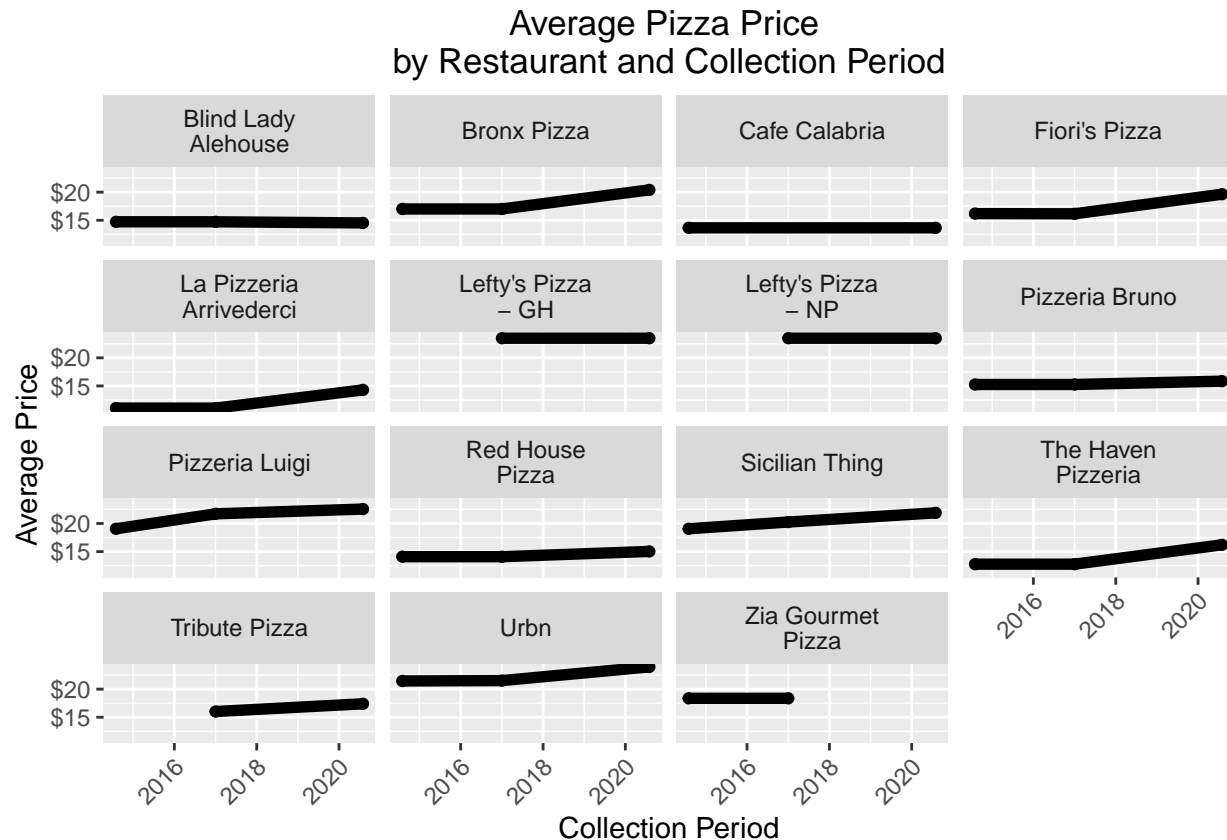 Average Pizza Price
by Restaurant and Collection Period
Blind Lady
Alehouse
Bronx Pizza
Cafe Calabria
Fiori's Pizza
$20
$15
La Pizzeria
Arrivederci
Lefty's Pizza
– GH
Lefty's Pizza
– NP
Pizzeria Bruno
$20
$15
Pizzeria Luigi
Red House
Pizza
Sicilian Thing
The Haven
Pizzeria
$20
$15
2016
2018
2020
Tribute Pizza
Urbn
Zia Gourmet
Pizza
$20
$15
2016
2018
2020
2016
2018
2020
2016
2018
2020
Average Price
Collection Period